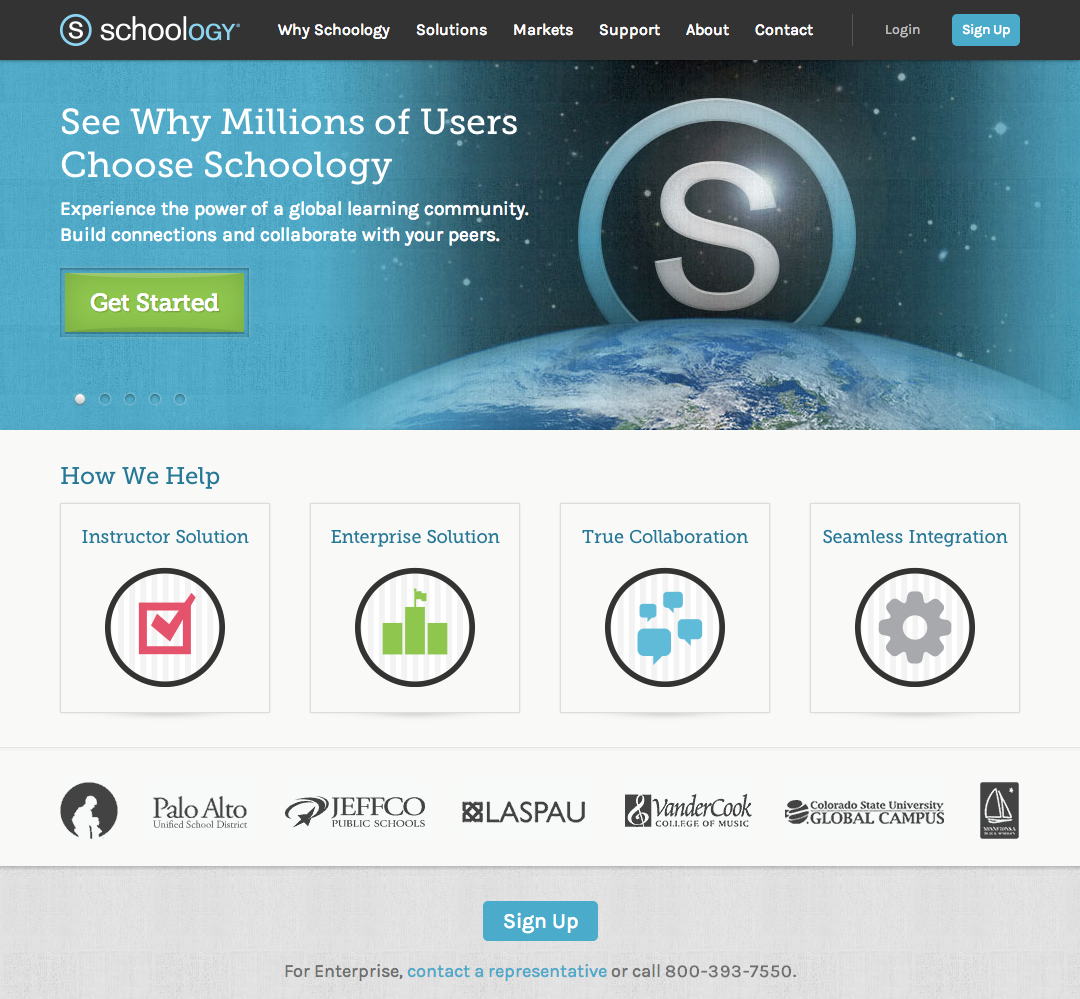 schoology
Why Schoology
Solutions
Markets
Support
About
Contact
Login
Sign Up
See Why Millions of Users
Choose Schoology
Experience the power of a global learning community.
Build connections and collaborate with your peers.
Get Started
S
How We Help
Instructor Solution
Enterprise Solution
True Collaboration
Seamless Integration
Palo Alto
Unified School District
JEFFCO
PUBLIC SCHOOLS
LASPAU
VanderCook
COLLEGE OF MUSIC
Colorado State University
GLOBAL CAMPUS
MINNETONKA
Sign Up
For Enterprise, contact a representative or call 800-393-7550.